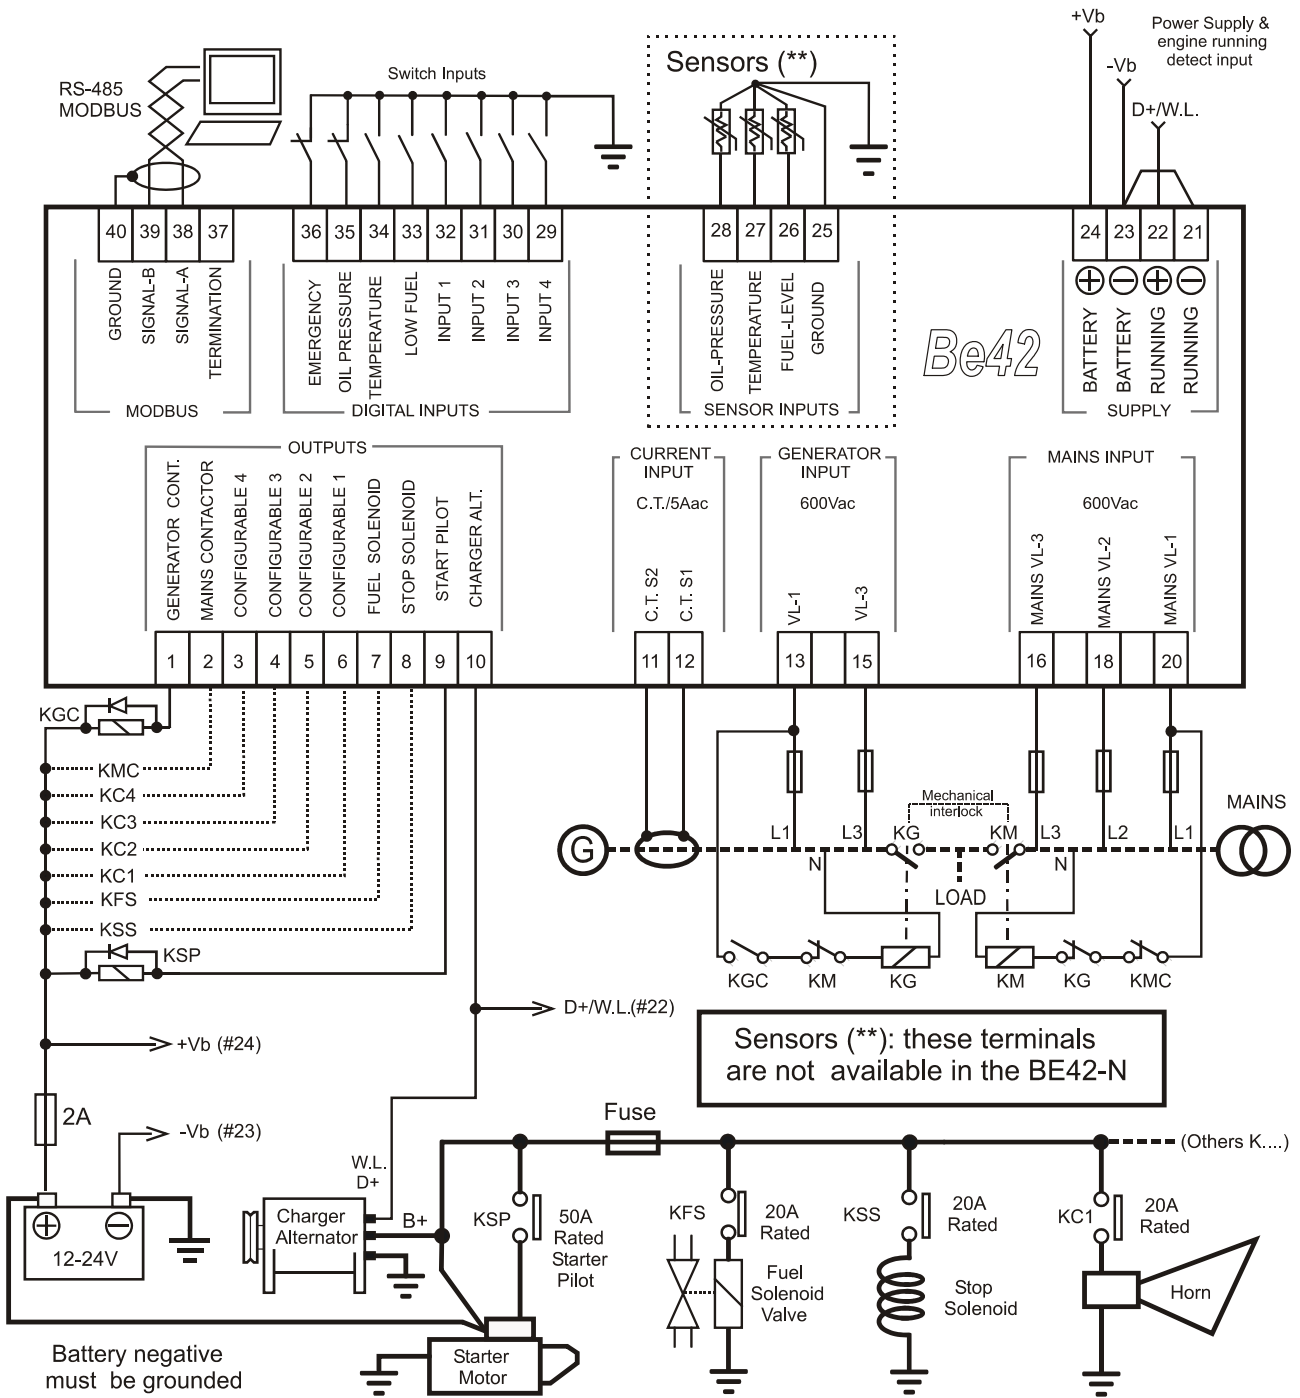 +Vb
Power Supply &
engine running
detect input
-Vb
D+/W.L.
RS-485
MODBUS
Switch Inputs
Sensors (**)
40 39 38 37
36 35 34 33 32 31 30 29
28 27 26 25
24 23 22 21
GROUND
SIGNAL-B
SIGNAL-A
TERMINATION
MODBUS
EMERGENCY
OIL PRESSURE
TEMPERATURE
LOW FUEL
INPUT 1
INPUT 2
INPUT 3
INPUT 4
DIGITAL INPUTS
OIL-PRESSURE
TEMPERATURE
FUEL-LEVEL
GROUND
SENSOR INPUTS
Be42
+ - + -
BATTERY
BATTERY
RUNNING
RUNNING
SUPPLY
OUTPUTS
GENERATOR CONT.
MAINS CONTACTOR
CONFIGURABLE 4
CONFIGURABLE 3
CONFIGURABLE 2
CONFIGURABLE 1
FUEL SOLENOID
STOP SOLENOID
START PILOT
CHARGER ALT.
CURRENT
INPUT
C.T./5Aac
C.T. S2
C.T. S1
GENERATOR
INPUT
600Vac
VL-1
VL-3
MAINS INPUT
600Vac
MAINS VL-3
MAINS VL-2
MAINS VL-1
1 2 3 4 5 6 7 8 9 10
11 12
13 15
16 18 20
KGC
KMC
KC4
KC3
KC2
KC1
KFS
KSS
KSP
Mechanical
interlock
MAINS
G
L1 L3 KG KM L3 L2 L1
N
N
LOAD
KGC KM KG KM KG KMC
D+/W.L.(#22)
+Vb (#24)
2A
-Vb (#23)
Sensors (**): these terminals
are not available in the BE42-N
Fuse
(Others K....)
W.L.
D+
B+
Charger
Alternator
+ -
12-24V
KSP
50A
Rated
Starter
Pilot
KFS
20A
Rated
Fuel
Solenoid
Valve
KSS
20A
Rated
Stop
Solenoid
KC1
20A
Rated
Horn
Starter
Motor
Battery negative
must be grounded